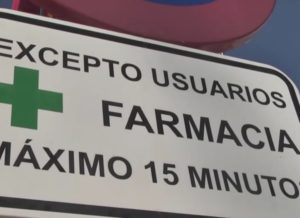 EXCEPTO USUARIOS
FARMACIA
MÁXIMO 15 MINUTO